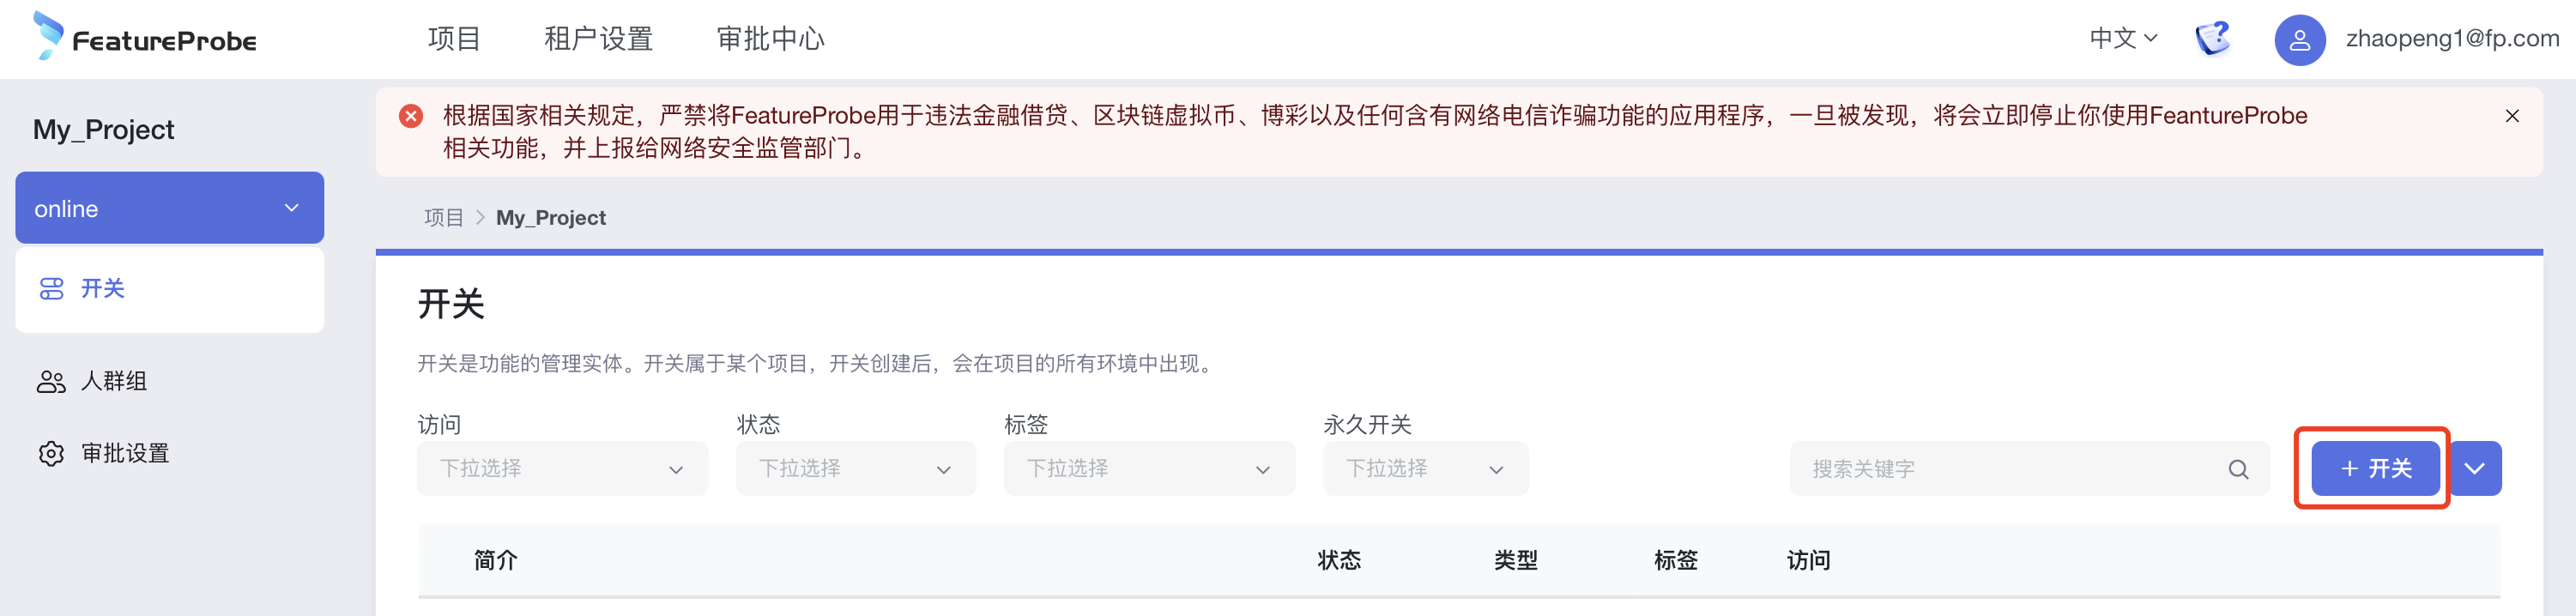 FeatureProbe
项目 租户设置 审批中心
中文
zhaopeng1@fp.com
My_Project
online
开关
人群组
审批设置
根据国家相关规定，严禁将FeatureProbe用于违法金融借贷、区块链虚拟币、博彩以及任何含有网络电信诈骗功能的应用程序，一旦被发现，将会立即停止你使用FeantureProbe
相关功能，并上报给网络安全监管部门。
项目 > My_Project
开关
开关是功能的管理实体。开关属于某个项目，开关创建后，会在项目的所有环境中出现。
访问 状态 标签 永久开关
下拉选择 下拉选择 下拉选择 下拉选择 搜索关键字 + 开关
简介 状态 类型 标签 访问